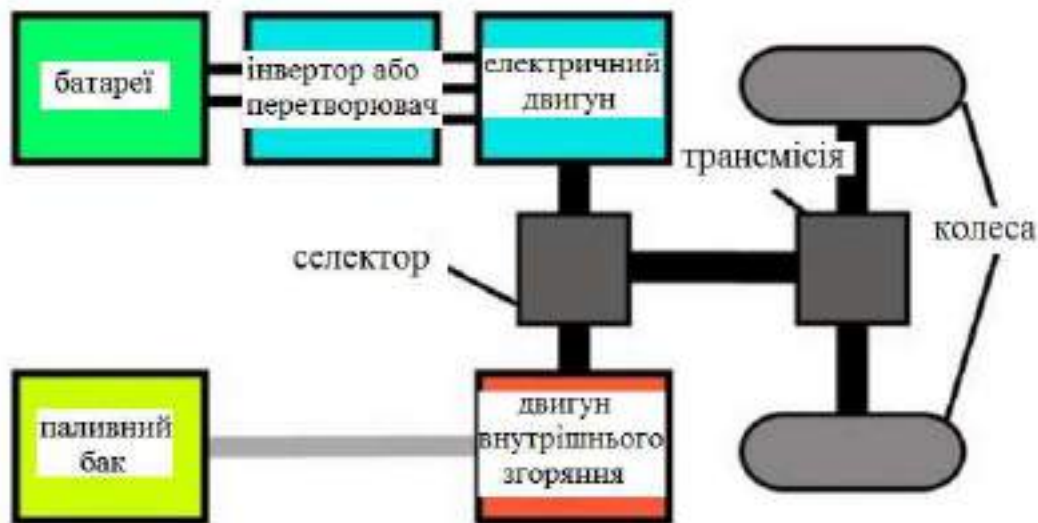 батареї
інвертор або
перетворювач
електричний
двигун
трансмісія
селектор
колеса
паливний
бак
двигун
внутрішнього
згоряння